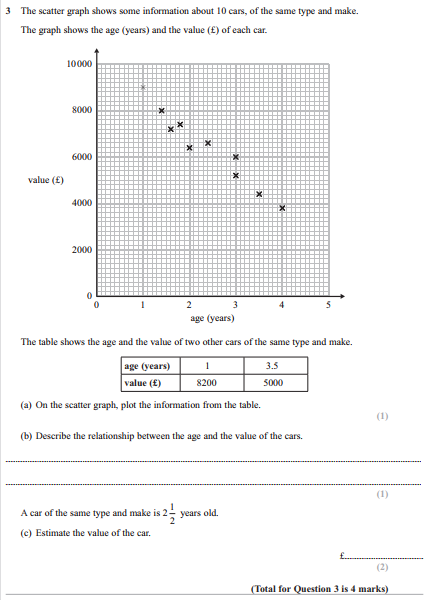 3 The scatter graph shows some information about 10 cars, of the same type and make.
The graph shows the age (years) and the value (£) of each car.
10000
8000
6000
value (£)
4000
2000
0
0 1 2 3 4 5
age (years)
The table shows the age and the value of two other cars of the same type and make.
age (years) 1 3.5
value (£) 8200 5000
(a) On the scatter graph, plot the information from the table.
(1)
(b) Describe the relationship between the age and the value of the cars.
(1)
A car of the same type and make is 2 1/2 years old.
(c) Estimate the value of the car.
£
(2)
(Total for Question 3 is 4 marks)